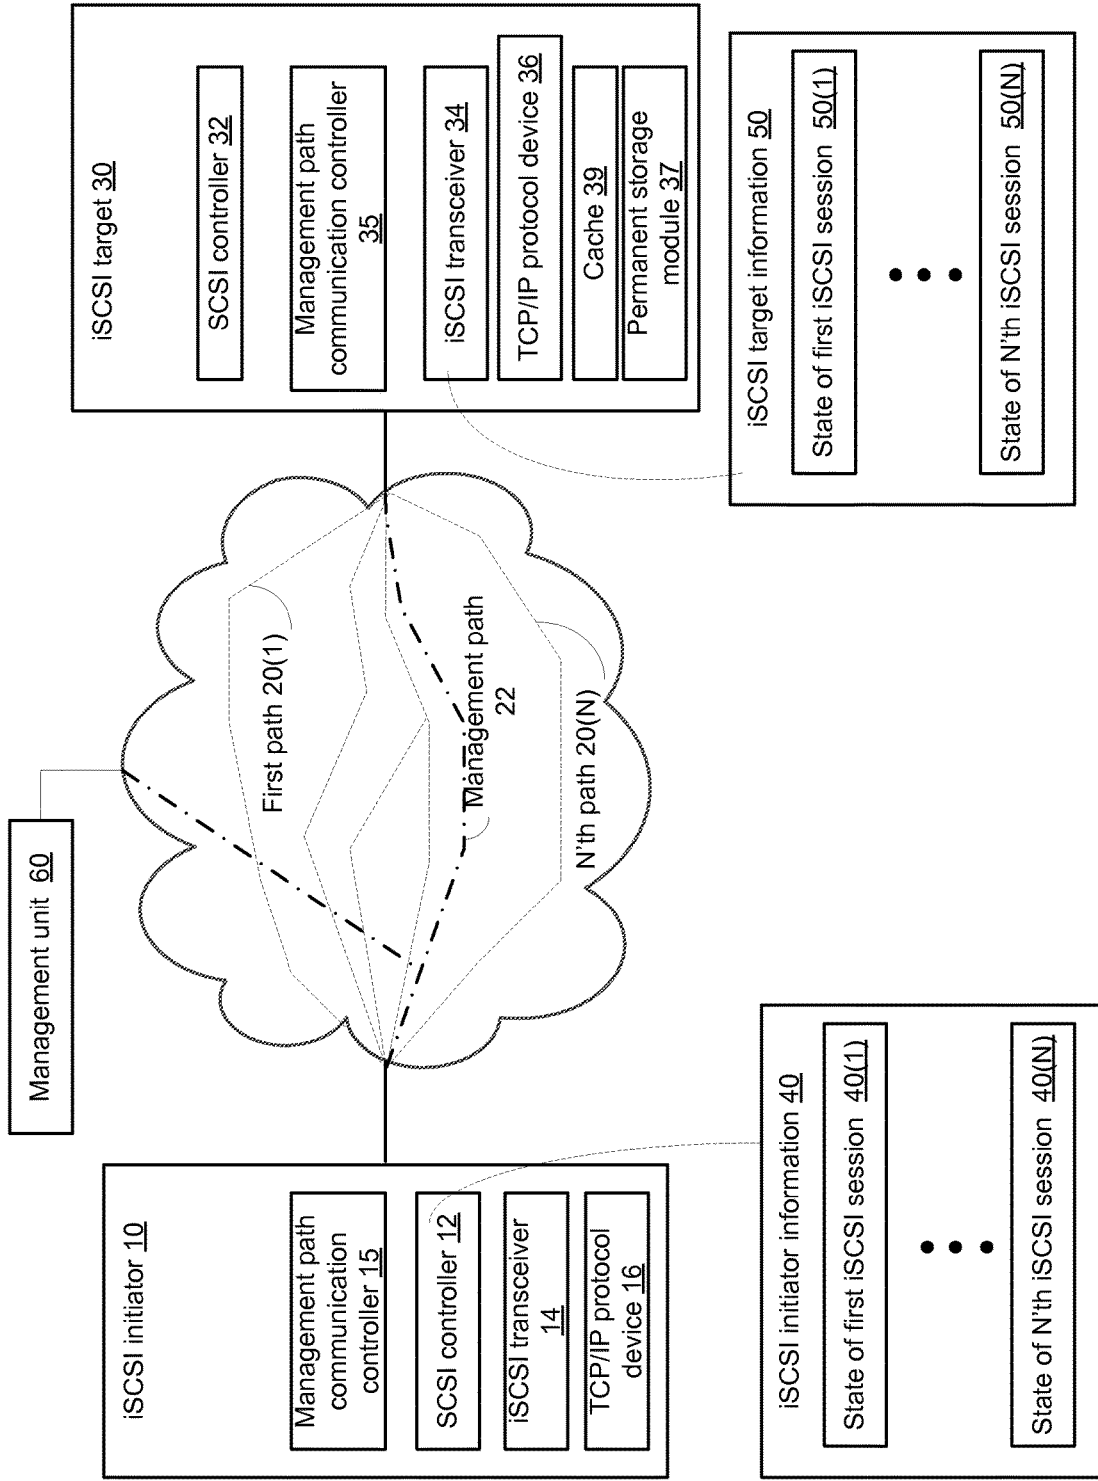 Management unit 60
iSCSI initiator 10
Management path
communication
controller 15
SCSI controller 12
iSCSI transceiver
14
TCP/IP protocol
device 16
First path 20(1)
Management path
22
N'th path 20(N)
iSCSI target 30
SCSI controller 32
Management path
communication controller
35
iSCSI transceiver 34
TCP/IP protocol device 36
Cache 39
Permanent storage
module 37
iSCSI initiator information 40
State of first iSCSI session 40(1)
State of N'th iSCSI session 40(N)
iSCSI target information 50
State of first iSCSI session 50(1)
State of N'th iSCSI session 50(N)